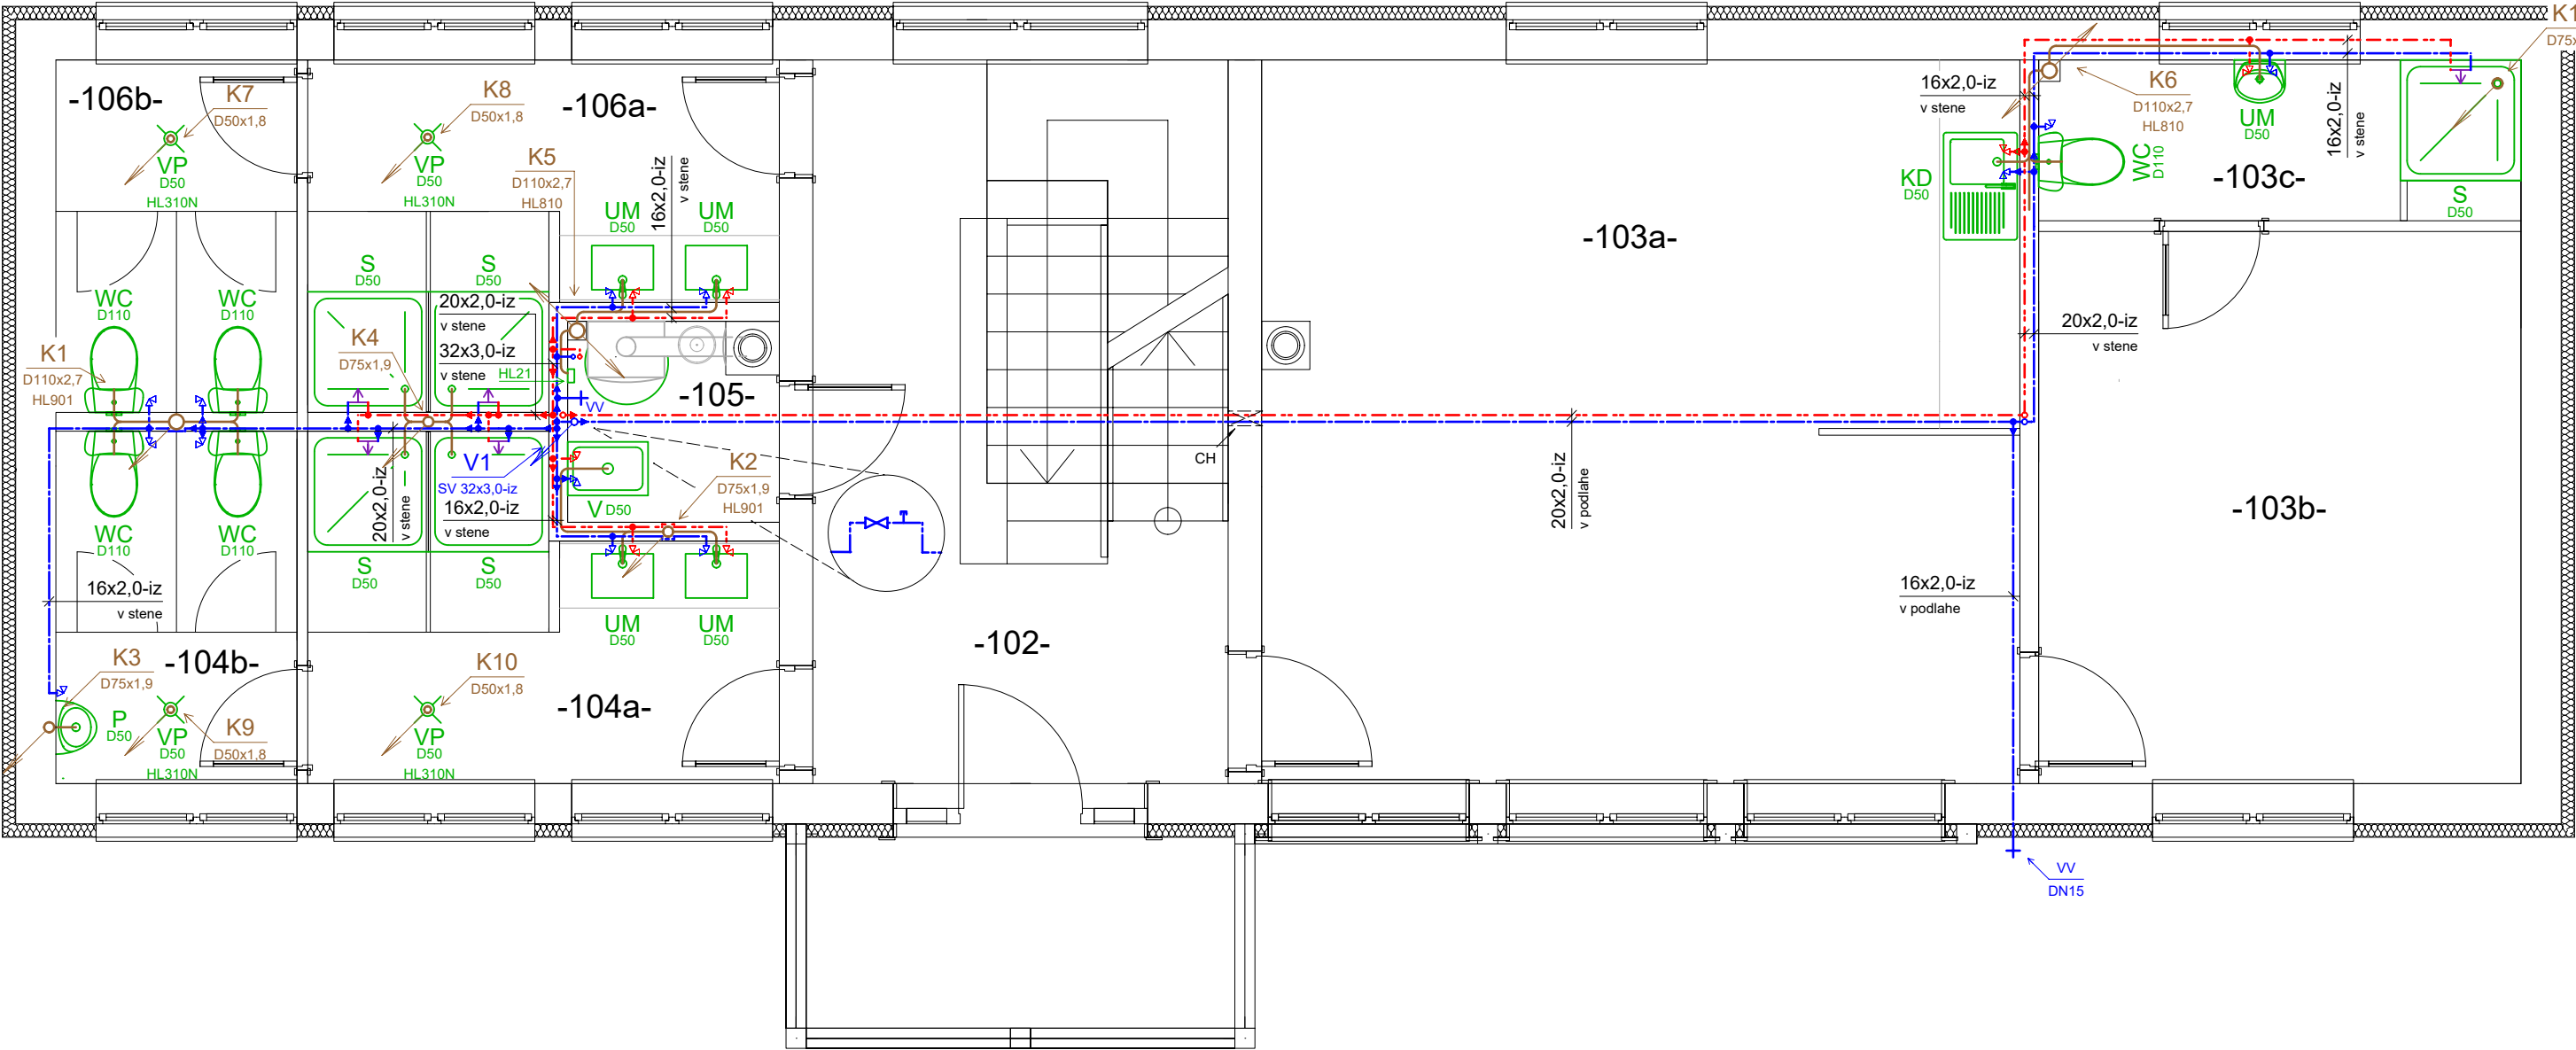 K1
D75x
-106b-
K7
D50x1,8
VP
D50
HL310N
K8
D50x1,8
VP
D50
HL310N
-106a-
K5
D110x2,7
HL810
16x2,0-iz
v stene
UM
D50
UM
D50
16x2,0-iz
v stene
K6
D110x2,7
HL810
UM
D50
16x2,0-iz
v stene
WC
D110
-103c-
KD
D50
S
D50
-103a-
S
D50
S
D50
20x2,0-iz
v stene
32x3,0-iz
v stene
HL21
WC
D110
WC
D110
K1
D110x2,7
HL901
K4
D75x1,9
-105-
VV
20x2,0-iz
v stene
CH
V1
SV 32x3,0-iz
16x2,0-iz
v stene
20x2,0-iz
v stene
K2
D75x1,9
HL901
V D50
20x2,0-iz
v podlahe
-103b-
WC
D110
WC
D110
S
D50
S
D50
16x2,0-iz
v stene
16x2,0-iz
v podlahe
UM
D50
UM
D50
-102-
K3
D75x1,9
-104b-
K10
D50x1,8
-104a-
P
D50
VP
D50
HL310N
K9
D50x1,8
VP
D50
HL310N
VV
DN15